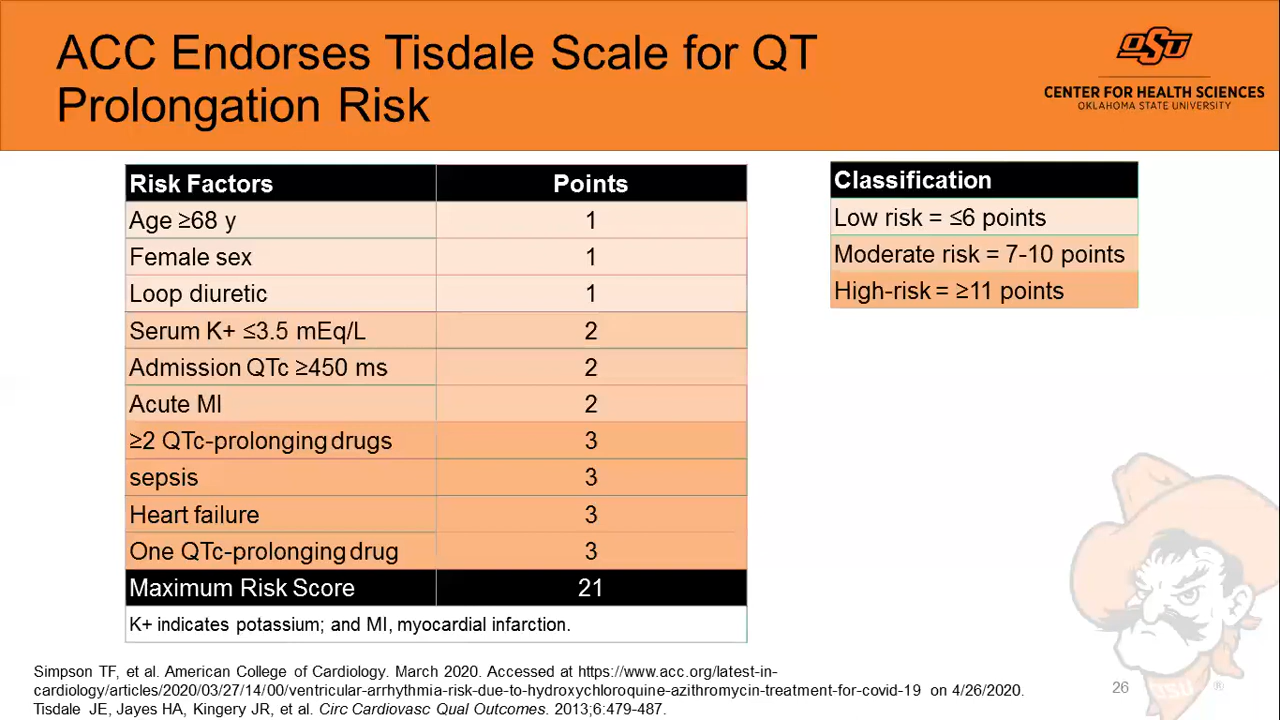 ACC Endorses Tisdale Scale for QT
Prolongation Risk
OSU
CENTER FOR HEALTH SCIENCES
OKLAHOMA STATE UNIVERSITY
Risk Factors Points
Age ≥68 y 1
Female sex 1
Loop diuretic 1
Serum K+ ≤3.5 mEq/L 2
Admission QTc ≥450 ms 2
Acute MI 2
≥2 QTc-prolonging drugs 3
sepsis 3
Heart failure 3
One QTc-prolonging drug 3
Maximum Risk Score 21
K+ indicates potassium; and MI, myocardial infarction.
Classification
Low risk = ≤6 points
Moderate risk = 7-10 points
High-risk = ≥11 points
Simpson TF, et al. American College of Cardiology. March 2020. Accessed at https://www.acc.org/latest-in-
cardiology/articles/2020/03/27/14/00/ventricular-arrhythmia-risk-due-to-hydroxychloroquine-azithromycin-treatment-for-covid-19 on 4/26/2020.
Tisdale JE, Jayes HA, Kingery JR, et al. Circ Cardiovasc Qual Outcomes. 2013;6:479-487.
26
OSU
®